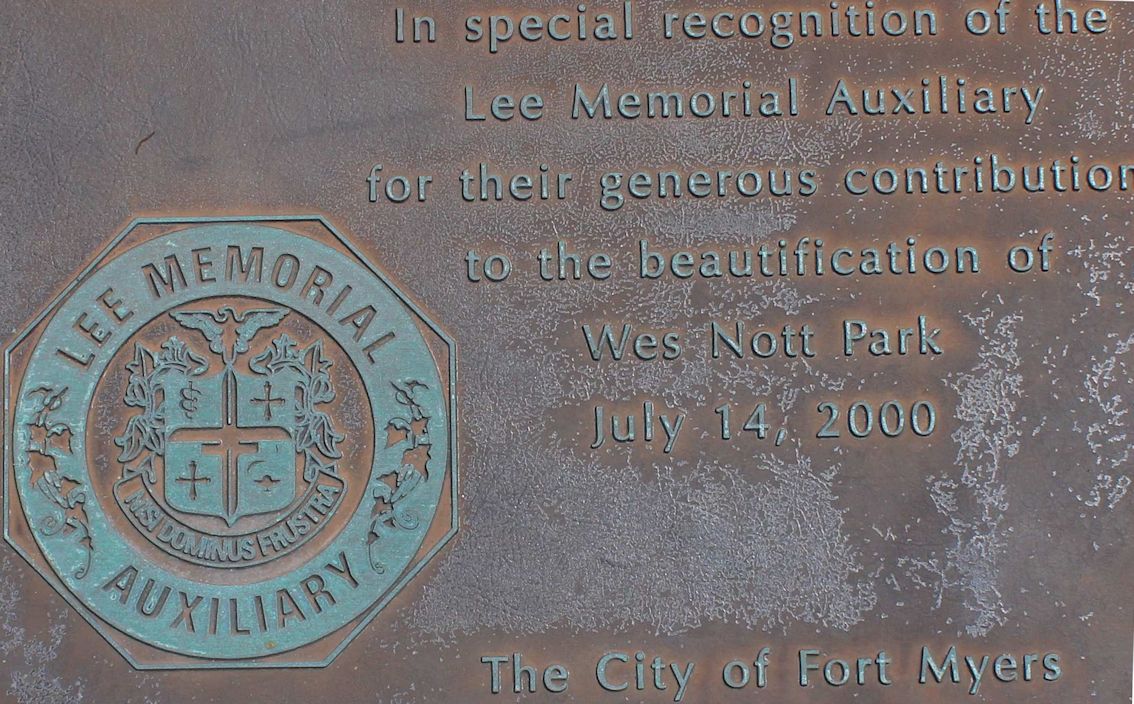 In special recognition of the
Lee Memorial Auxiliary
for their generous contribution
to the beautification of
Wes Nott Park
July 14, 2000
LEE MEMORIAL
NISI DOMINUS FRUSTRA
AUXILIARY
The City of Fort Myers